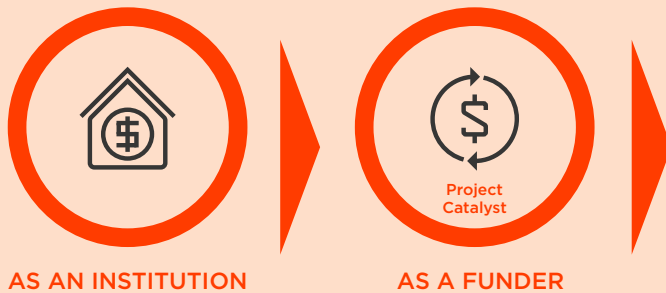 Project
Catalyst
AS AN INSTITUTION
AS A FUNDER